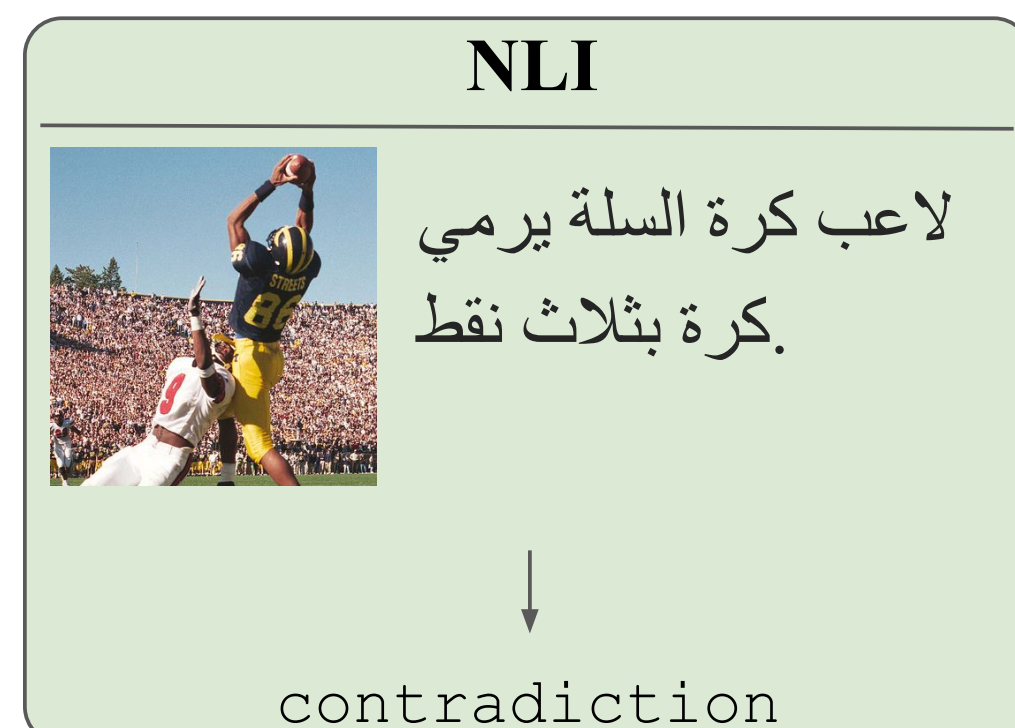 NLI
لاعب كرة السلة يرمي
كرة بثلاث نقط.
STREETS
86
9
contradiction